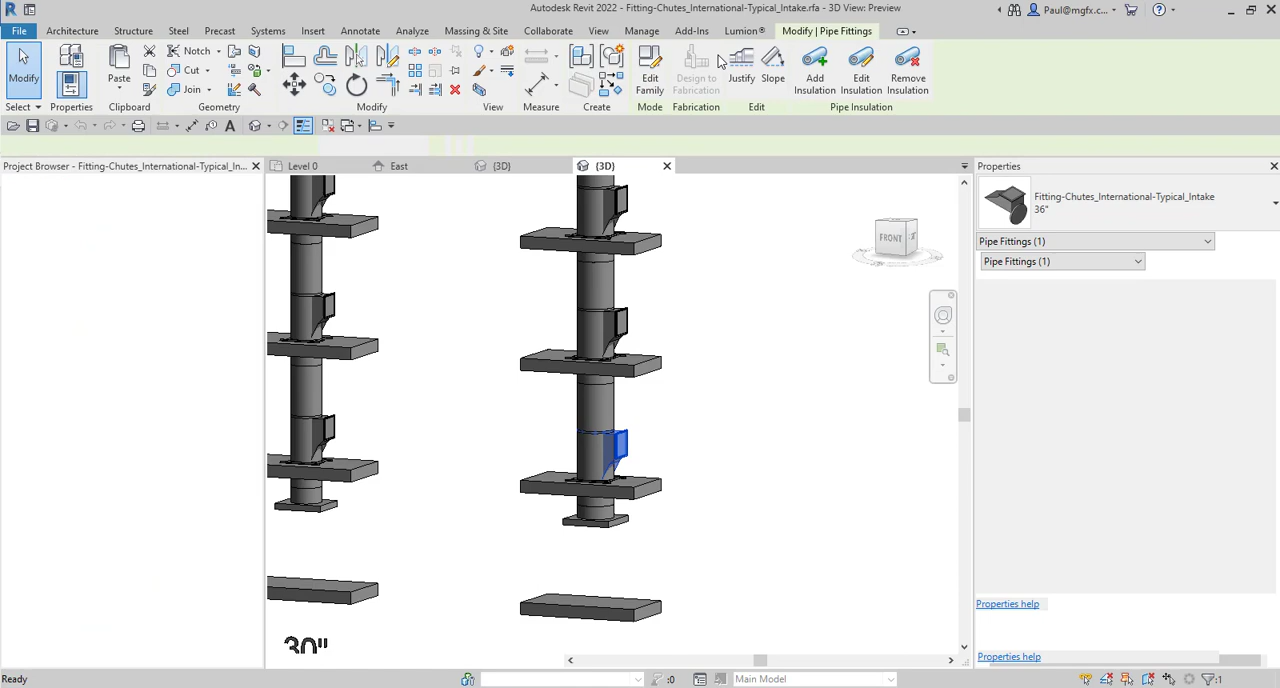 Autodesk Revit 2022 - Fitting-Chutes_International-Typical_Intake.rfa - 3D View: Preview
Paul@mgfx.c...
File Architecture Structure Steel Precast Systems Insert Annotate Analyze Massing & Site Collaborate View Manage Add-Ins Lumion® Modify | Pipe Fittings
Modify
Paste
Notch
Cut
Join
Edit Family
Design to Fabrication
Justify
Slope
Add Insulation
Edit Insulation
Remove Insulation
Select Properties Clipboard Geometry Modify View Measure Create Mode Fabrication Edit Pipe Insulation
Project Browser - Fitting-Chutes_International-Typical_In...
Level 0
East
{3D}
{3D}
Properties
Fitting-Chutes_International-Typical_Intake
36"
Pipe Fittings (1)
Pipe Fittings (1)
FRONT
30"
Properties help
Properties help
Ready
:0
Main Model
:1